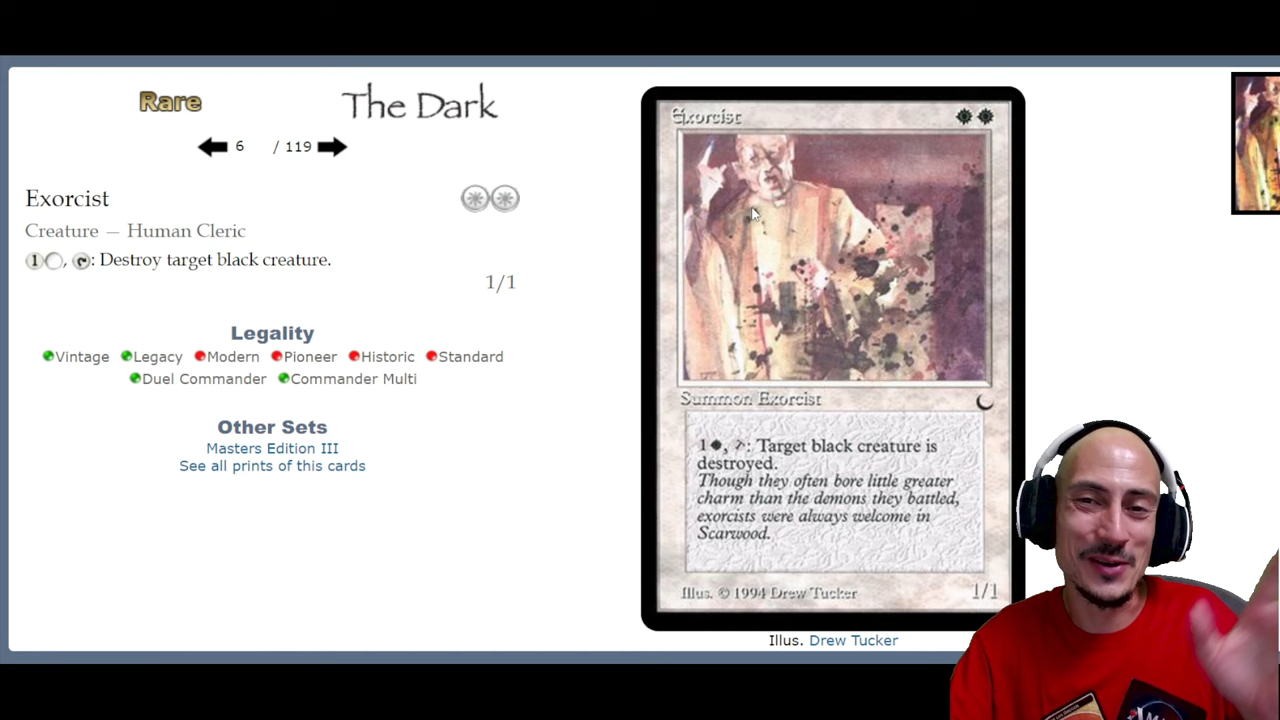 Rare
The Dark
6 / 119
Exorcist
Creature — Human Cleric
1, : Destroy target black creature.
1/1
Legality
Vintage Legacy Modern Pioneer Historic Standard
Duel Commander Commander Multi
Other Sets
Masters Edition III
See all prints of this cards
Exorcist
Summon Exorcist
1, : Target black creature is
destroyed.
Though they often bore little greater
charm than the demons they battled,
exorcists were always welcome in
Scarwood.
Illus. © 1994 Drew Tucker
1/1
Illus. Drew Tucker